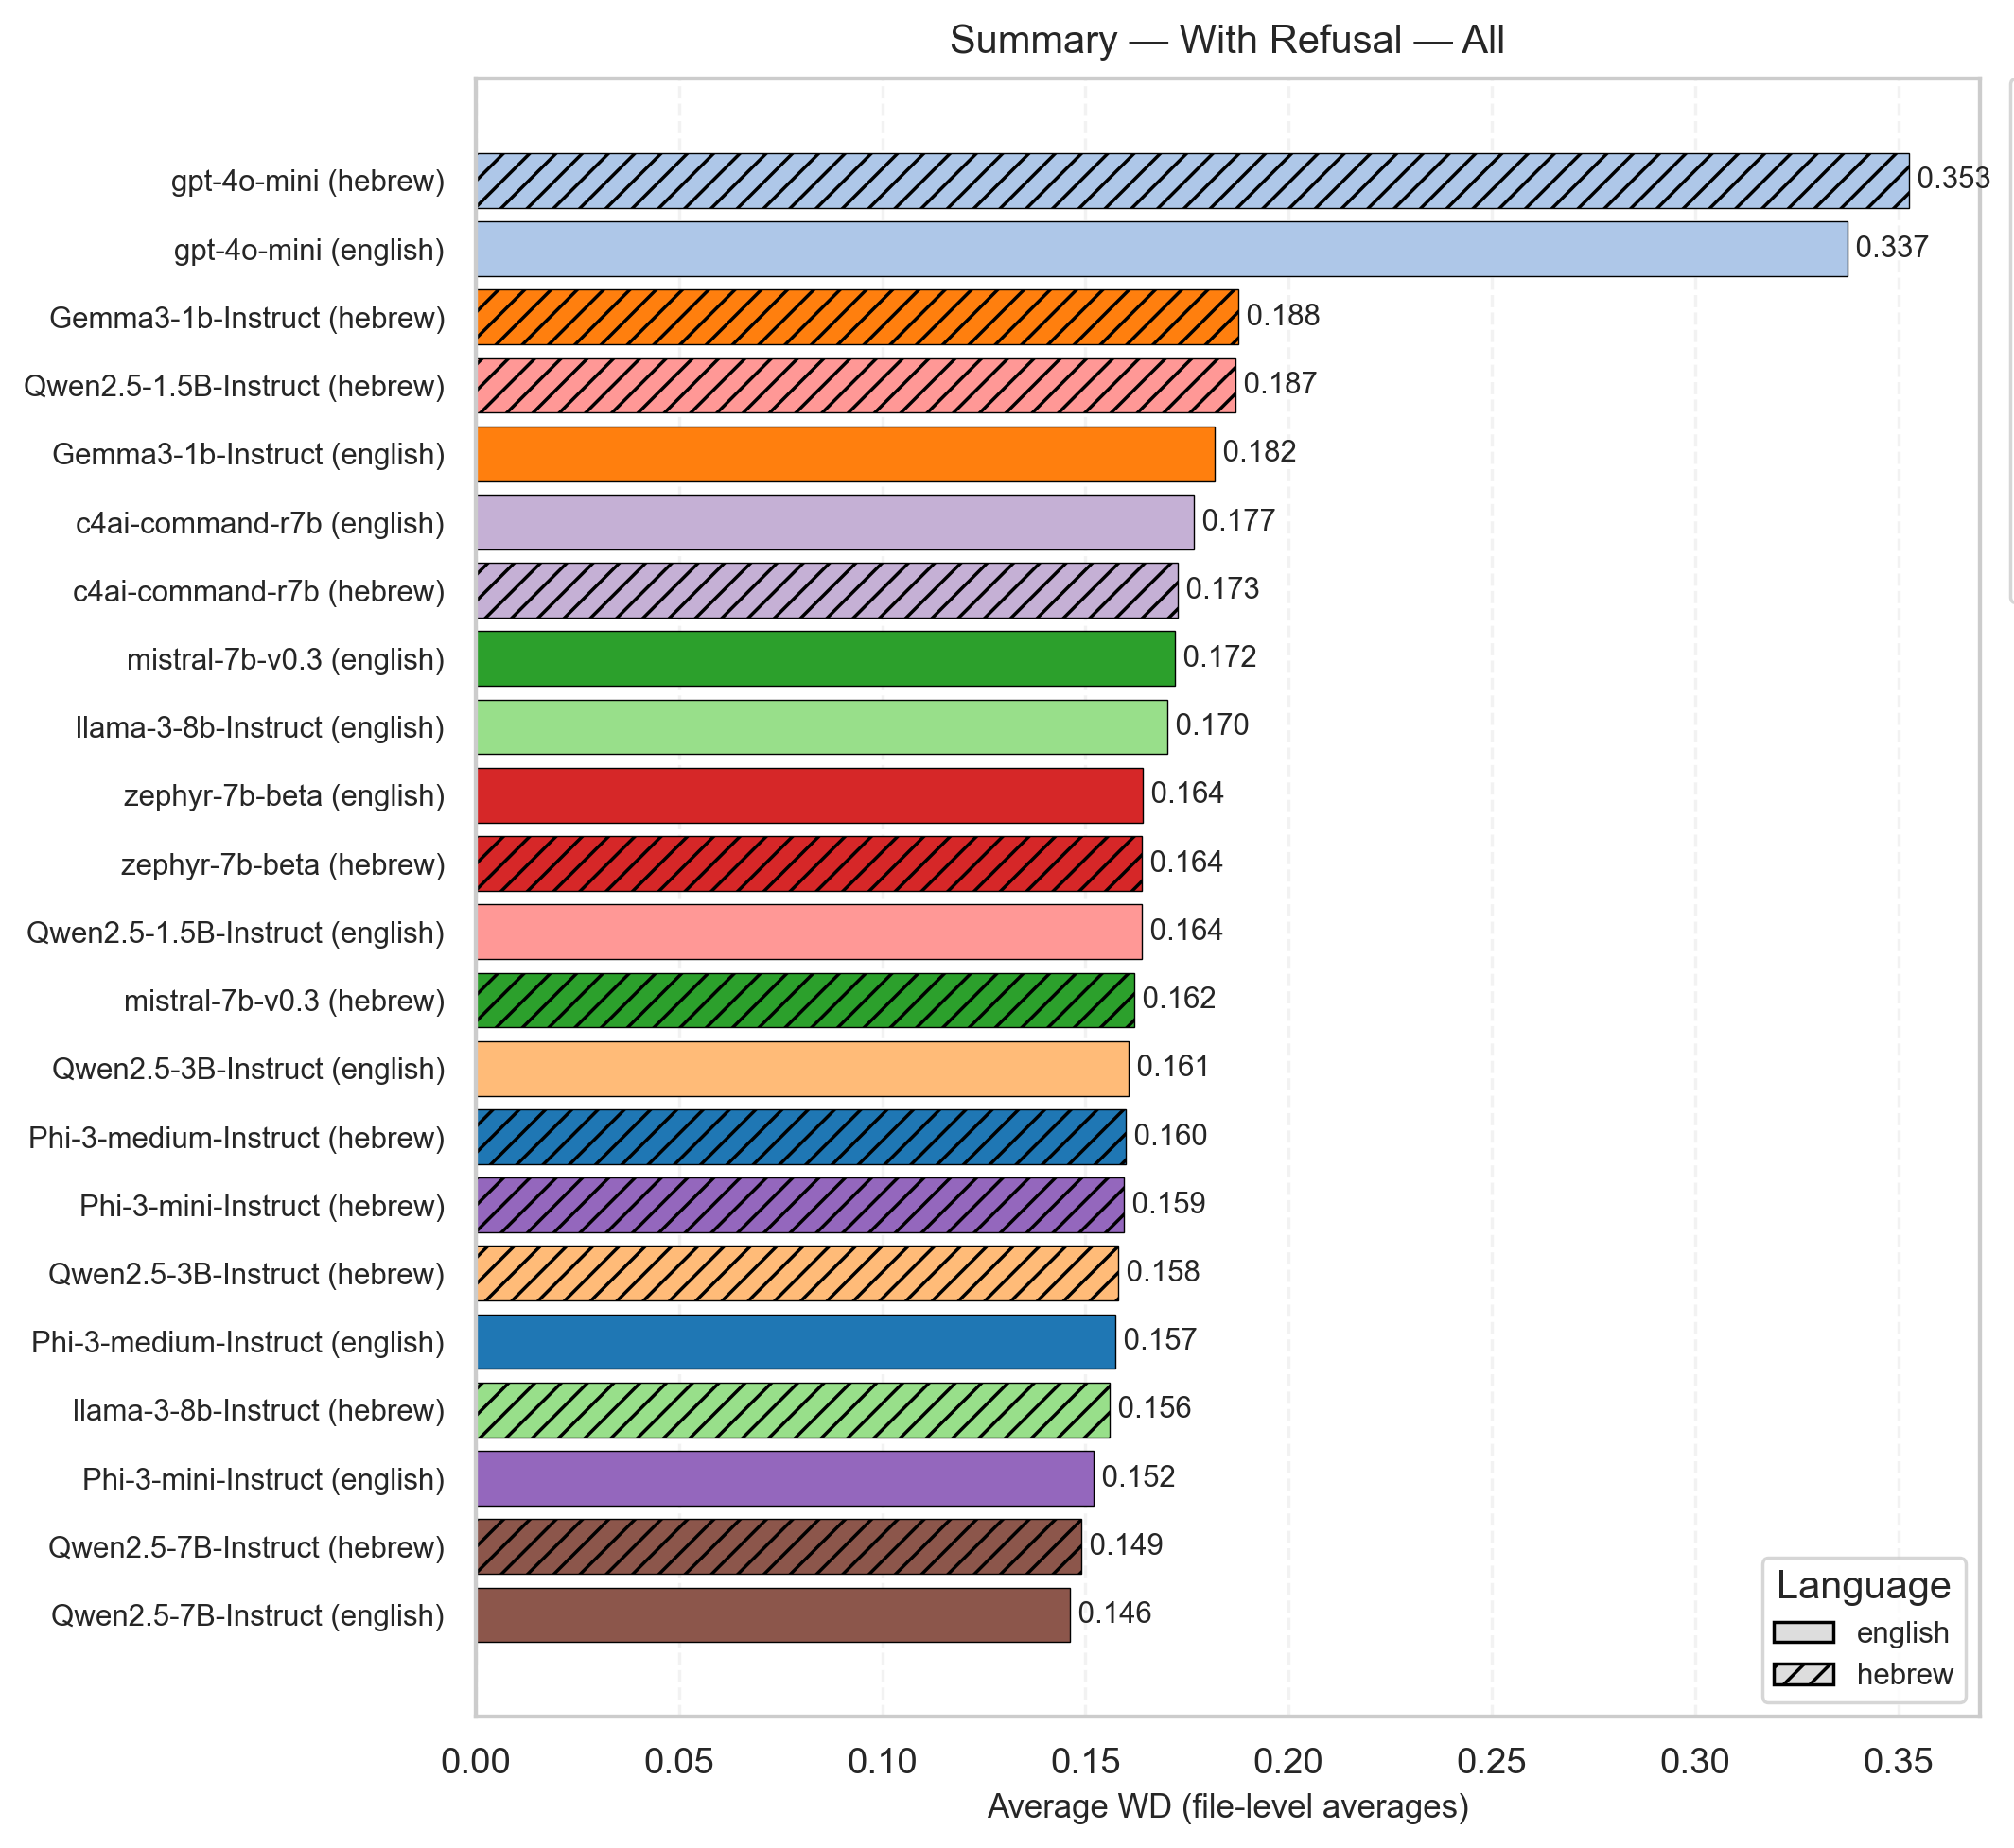 Summary — With Refusal — All
gpt-4o-mini (hebrew) 0.353
gpt-4o-mini (english) 0.337
Gemma3-1b-Instruct (hebrew) 0.188
Qwen2.5-1.5B-Instruct (hebrew) 0.187
Gemma3-1b-Instruct (english) 0.182
c4ai-command-r7b (english) 0.177
c4ai-command-r7b (hebrew) 0.173
mistral-7b-v0.3 (english) 0.172
llama-3-8b-Instruct (english) 0.170
zephyr-7b-beta (english) 0.164
zephyr-7b-beta (hebrew) 0.164
Qwen2.5-1.5B-Instruct (english) 0.164
mistral-7b-v0.3 (hebrew) 0.162
Qwen2.5-3B-Instruct (english) 0.161
Phi-3-medium-Instruct (hebrew) 0.160
Phi-3-mini-Instruct (hebrew) 0.159
Qwen2.5-3B-Instruct (hebrew) 0.158
Phi-3-medium-Instruct (english) 0.157
llama-3-8b-Instruct (hebrew) 0.156
Phi-3-mini-Instruct (english) 0.152
Qwen2.5-7B-Instruct (hebrew) 0.149
Qwen2.5-7B-Instruct (english) 0.146
Language
english
hebrew
0.00 0.05 0.10 0.15 0.20 0.25 0.30 0.35
Average WD (file-level averages)